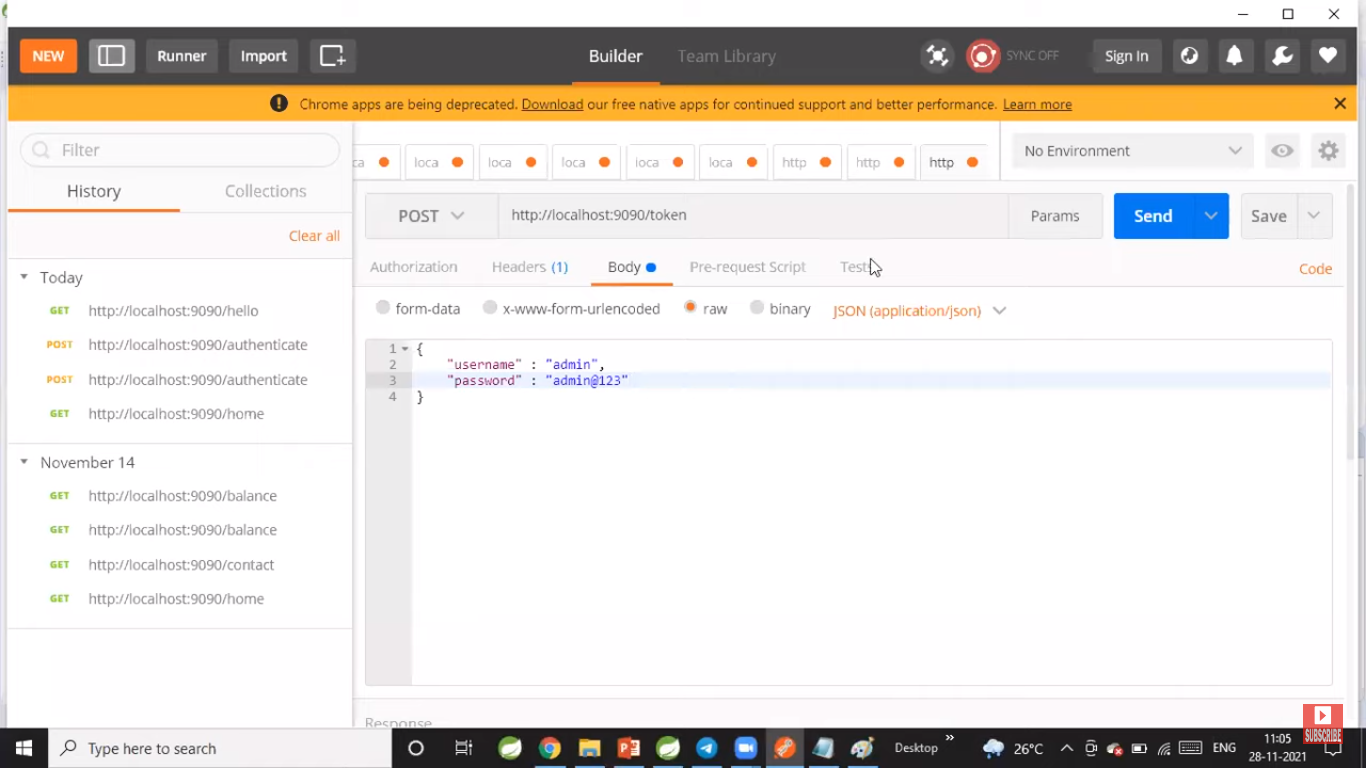 NEW Runner Import Builder Team Library SYNC OFF Sign In
Chrome apps are being deprecated. Download our free native apps for continued support and better performance. Learn more
Filter
ca loca loca loca loca loca http http http
No Environment
History Collections
POST http://localhost:9090/token Params Send Save
Clear all
Authorization Headers (1) Body Pre-request Script Tests Code
Today
form-data x-www-form-urlencoded raw binary JSON (application/json)
GET http://localhost:9090/hello
POST http://localhost:9090/authenticate
POST http://localhost:9090/authenticate
GET http://localhost:9090/home
1 {
2 "username" : "admin",
3 "password" : "admin@123"
4 }
November 14
GET http://localhost:9090/balance
GET http://localhost:9090/balance
GET http://localhost:9090/contact
GET http://localhost:9090/home
Response
Type here to search Desktop 26°C ENG
11:05
28-11-2021
SUBSCRIBE